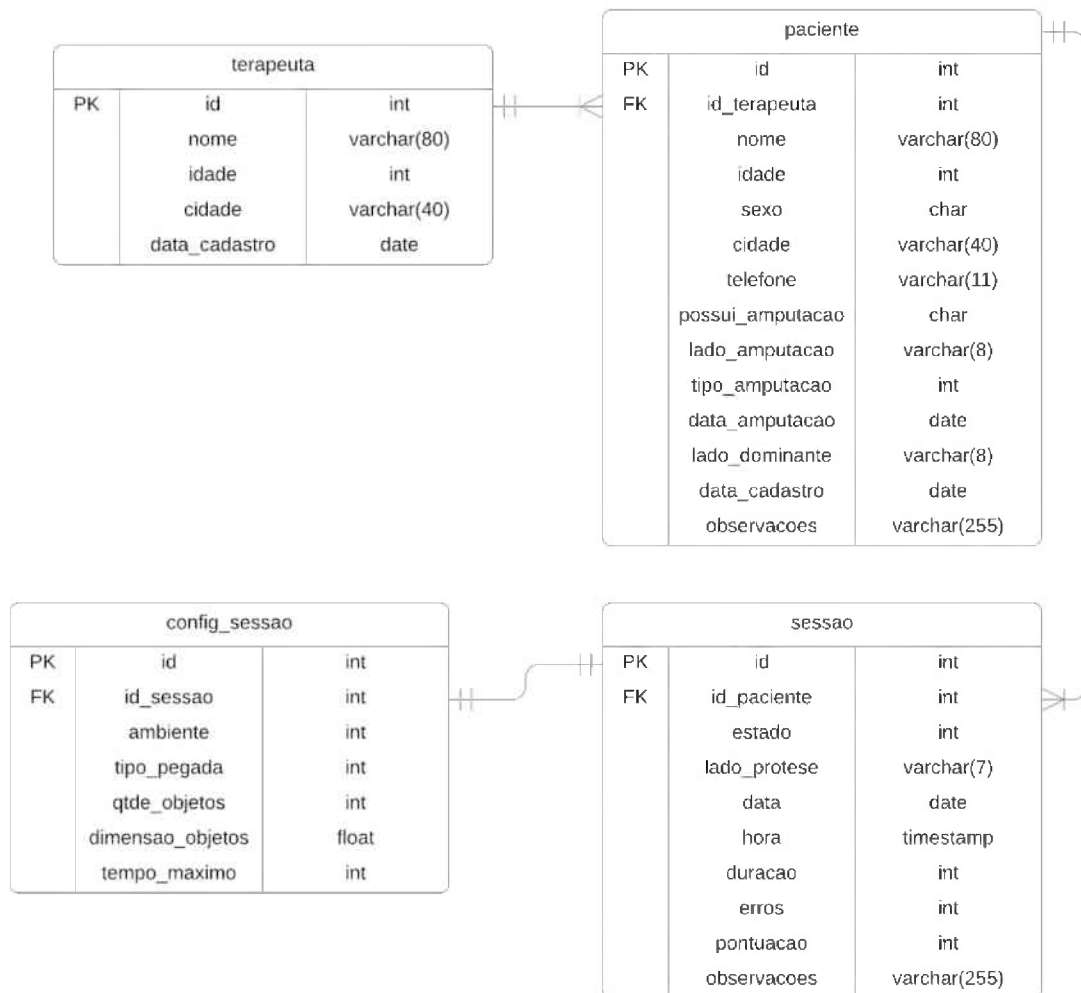 terapeuta
PK id int
nome varchar(80)
idade int
cidade varchar(40)
data_cadastro date
paciente
PK id int
FK id_terapeuta int
nome varchar(80)
idade int
sexo char
cidade varchar(40)
telefone varchar(11)
possui_amputacao char
lado_amputacao varchar(8)
tipo_amputacao int
data_amputacao date
lado_dominante varchar(8)
data_cadastro date
observacoes varchar(255)
config_sessao
PK id int
FK id_sessao int
ambiente int
tipo_pegada int
qtde_objetos int
dimensao_objetos float
tempo_maximo int
sessao
PK id int
FK id_paciente int
estado int
lado_protese varchar(7)
data date
hora timestamp
duracao int
erros int
pontuacao int
observacoes varchar(255)